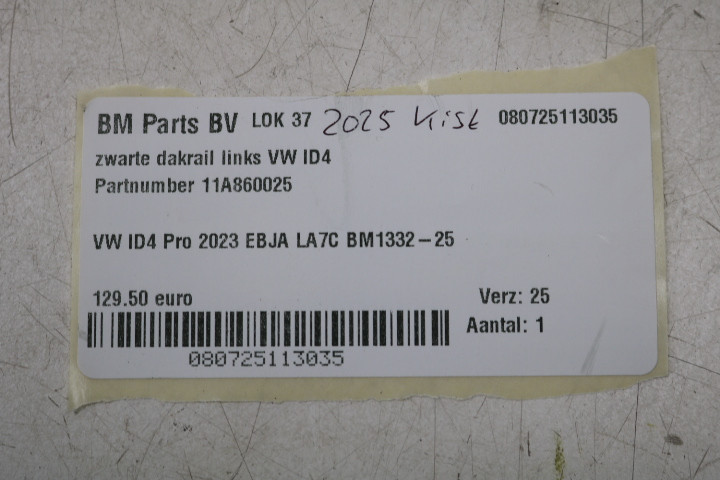 BM Parts BV LOK 37 2025 Kist 080725113035
zwarte dakrail links VW ID4
Partnumber 11A860025
VW ID4 Pro 2023 EBJA LA7C BM1332-25
129.50 euro Verz: 25
Aantal: 1
080725113035